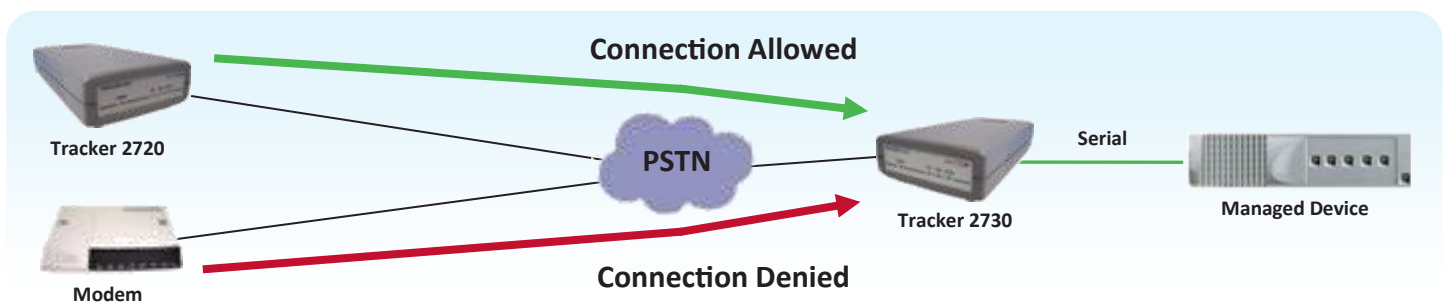 Connection Allowed
Tracker 2720
PSTN
Serial
Tracker 2730
Managed Device
Connection Denied
Modem